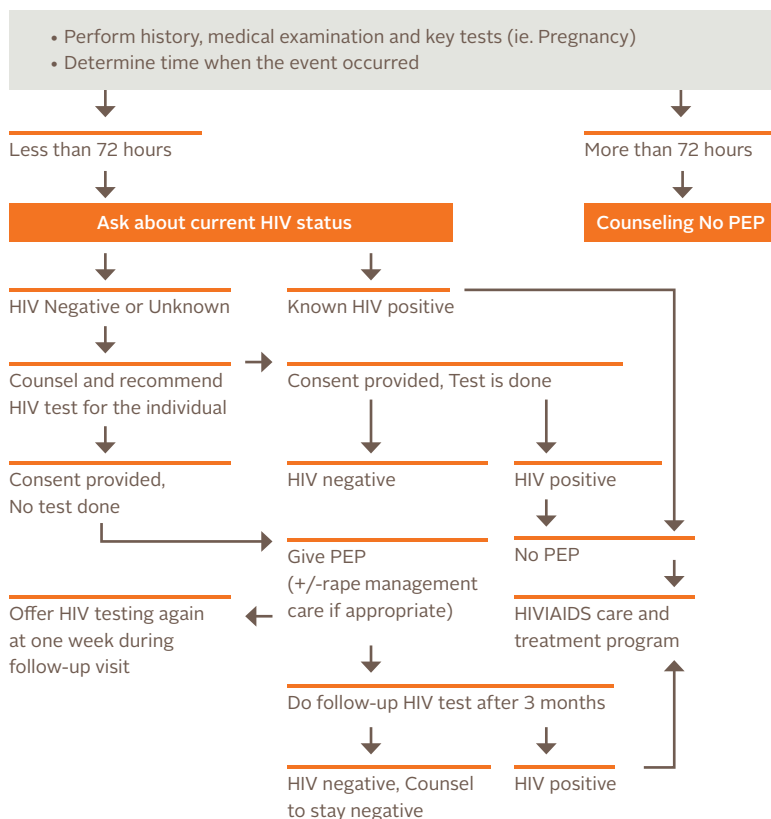 • Perform history, medical examination and key tests (ie. Pregnancy)
• Determine time when the event occurred
Less than 72 hours
More than 72 hours
Ask about current HIV status
Counseling No PEP
HIV Negative or Unknown
Known HIV positive
Counsel and recommend
HIV test for the individual
Consent provided, Test is done
Consent provided,
No test done
HIV negative
HIV positive
Give PEP
(+/-rape management
care if appropriate)
No PEP
Offer HIV testing again
at one week during
follow-up visit
HIVIAIDS care and
treatment program
Do follow-up HIV test after 3 months
HIV negative, Counsel
to stay negative
HIV positive